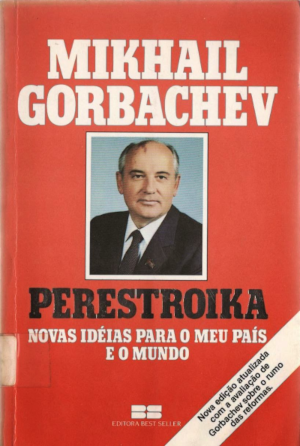 MIKHAIL
GORBACHEV
PERESTROIKA
NOVAS IDÉIAS PARA O MEU PAÍS
E O MUNDO
Nova edição atualizada
com a avaliação de
Gorbachev sobre o rumo
das reformas.
EDITORA BEST SELLER